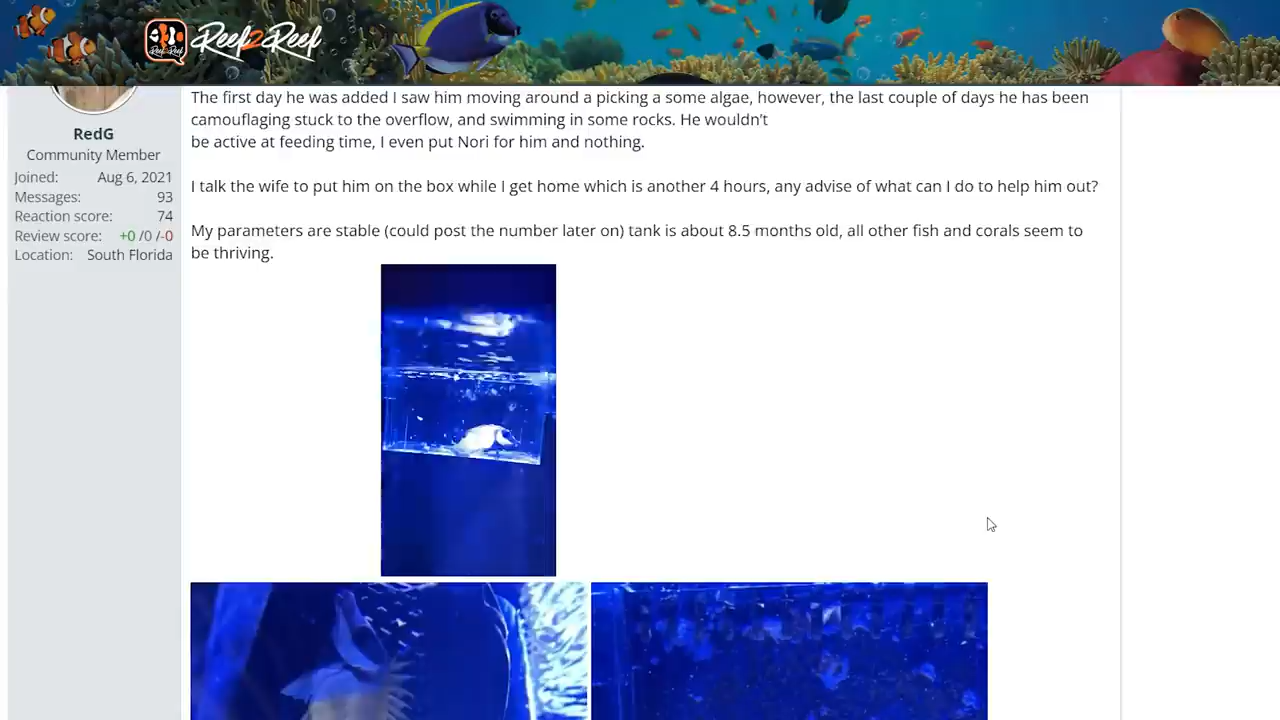 Reef2Reef
The first day he was added I saw him moving around a picking a some algae, however, the last couple of days he has been
camouflaging stuck to the overflow, and swimming in some rocks. He wouldn't
be active at feeding time, I even put Nori for him and nothing.
I talk the wife to put him on the box while I get home which is another 4 hours, any advise of what can I do to help him out?
My parameters are stable (could post the number later on) tank is about 8.5 months old, all other fish and corals seem to
be thriving.
RedG
Community Member
Joined: Aug 6, 2021
Messages: 93
Reaction score: 74
Review score: +0 /0 /-0
Location: South Florida